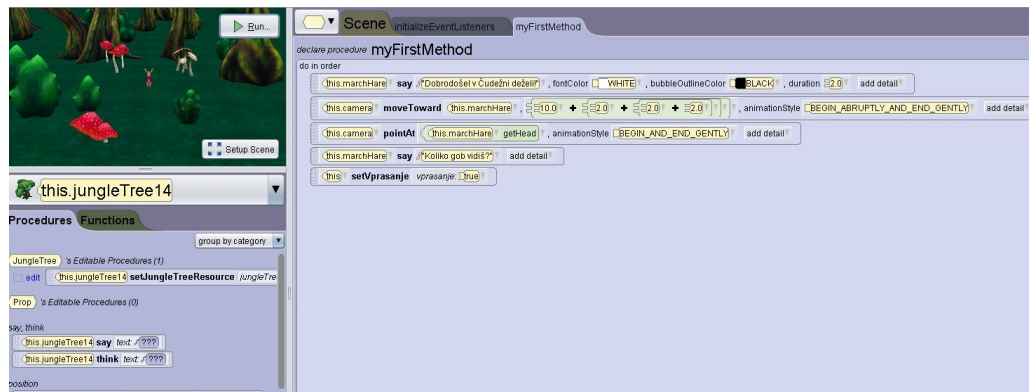 Run...
Setup Scene
this.jungleTree14
Procedures Functions
group by category
JungleTree 's Editable Procedures (1)
edit this.jungleTree14 setJungleTreeResource jungleTre
Prop 's Editable Procedures (0)
say, think
this.jungleTree14 say text: ???
this.jungleTree14 think text: ???
position
Scene initializeEventListeners myFirstMethod
declare procedure myFirstMethod
do in order
this.marchHare say "Dobrodošel v Čudežni deželi!" , fontColor WHITE , bubbleOutlineColor BLACK , duration 2.0 add detail
this.camera moveToward this.marchHare , 10.0 + 2.0 + 2.0 + 2.0 , animationStyle BEGIN_ABRUPTLY_AND_END_GENTLY add detail
this.camera pointAt this.marchHare getHead , animationStyle BEGIN_AND_END_GENTLY add detail
this.marchHare say "Koliko gob vidiš?" add detail
this setVprasanje vprasanje: true